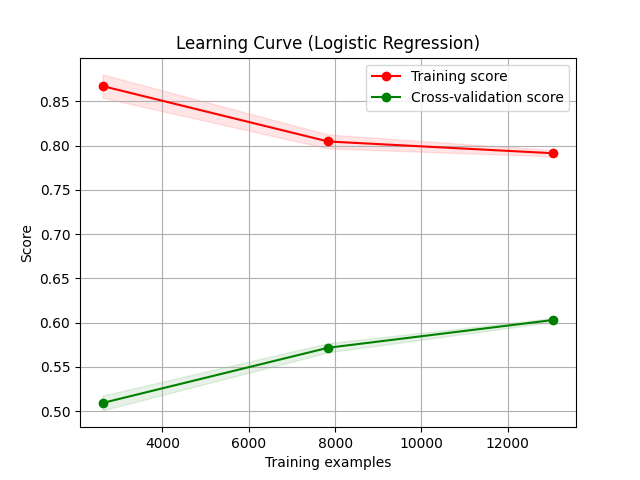 Learning Curve (Logistic Regression)
Training score
Cross-validation score
0.85
0.80
0.75
0.70
0.65
0.60
0.55
0.50
Score
4000 6000 8000 10000 12000
Training examples